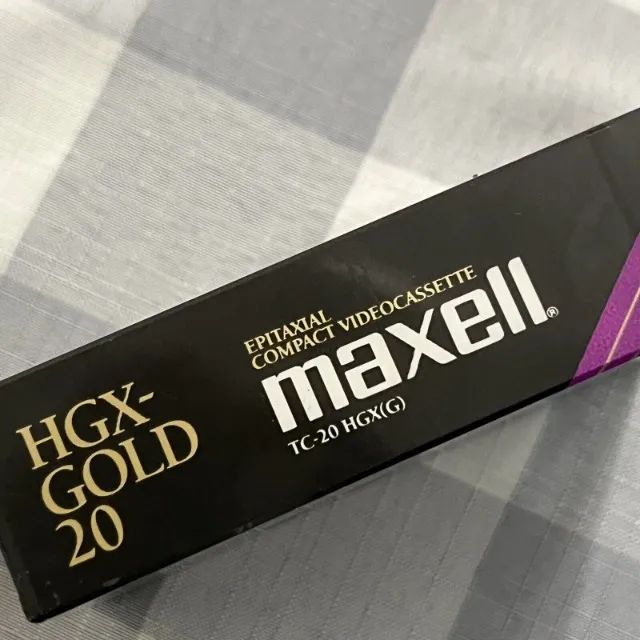 HGX-
GOLD
20
EPITAXIAL
COMPACT VIDEOCASSETTE
maxell®
TC-20 HGX(G)